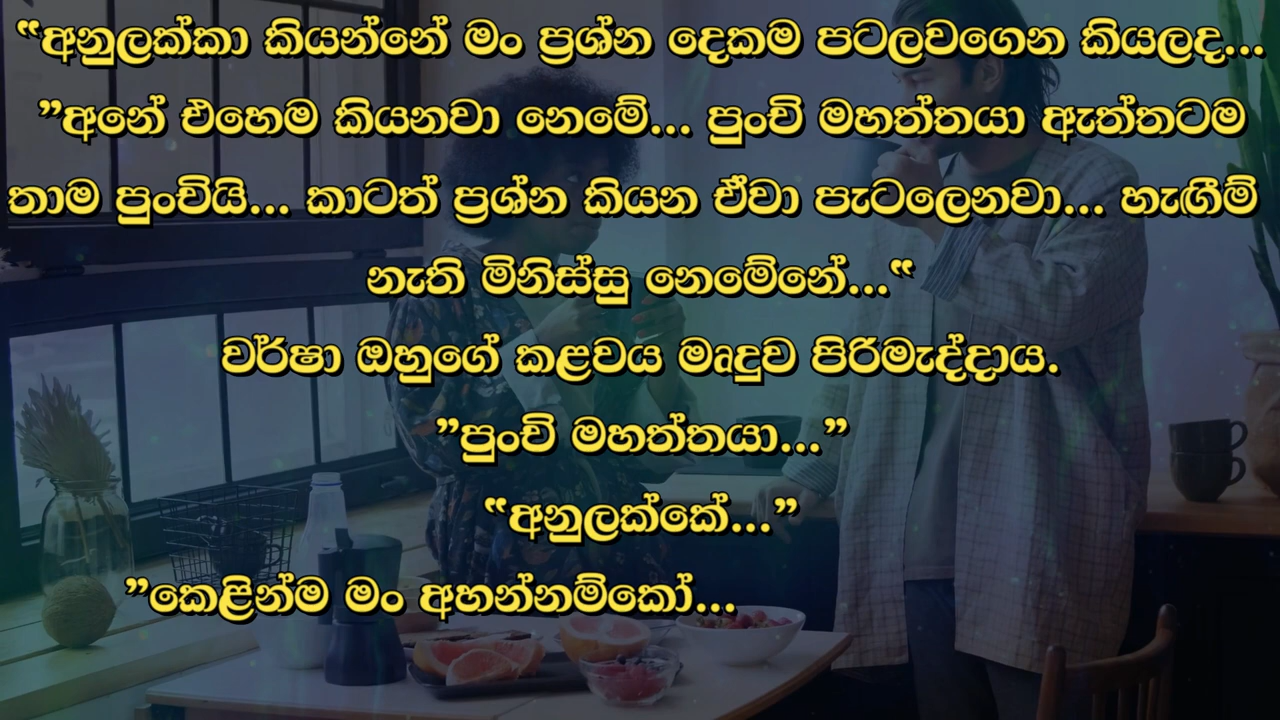 “අනුලක්කා කියන්නේ මං ප්‍රශ්න දෙකම පටලවගෙන කියලද...
”අනේ එහෙම කියනවා නෙමේ... පුංචි මහත්තයා ඇත්තටම
තාම පුංචියි... කාටත් ප්‍රශ්න කියන ඒවා පැටලෙනවා... හැඟීම්
නැති මිනිස්සු නෙමේනේ...“
වර්ෂා ඔහුගේ කළවය මෘදුව පිරිමැද්දාය.
”පුංචි මහත්තයා...”
“අනුලක්කේ...”
”කෙළින්ම මං අහන්නම්කෝ...